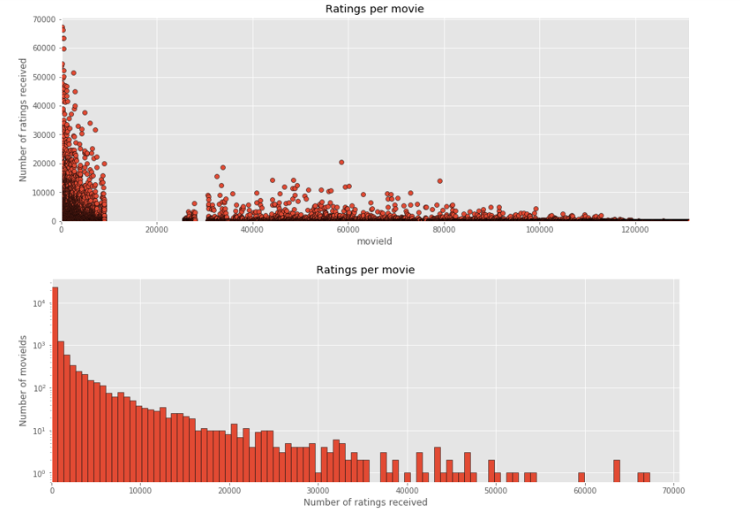 Ratings per movie
70000
60000
50000
40000
30000
20000
10000
0
Number of ratings received
0 20000 40000 60000 80000 100000 120000
movieId
Ratings per movie
10⁴
10³
10²
10¹
10⁰
Number of movieIds
0 10000 20000 30000 40000 50000 60000 70000
Number of ratings received